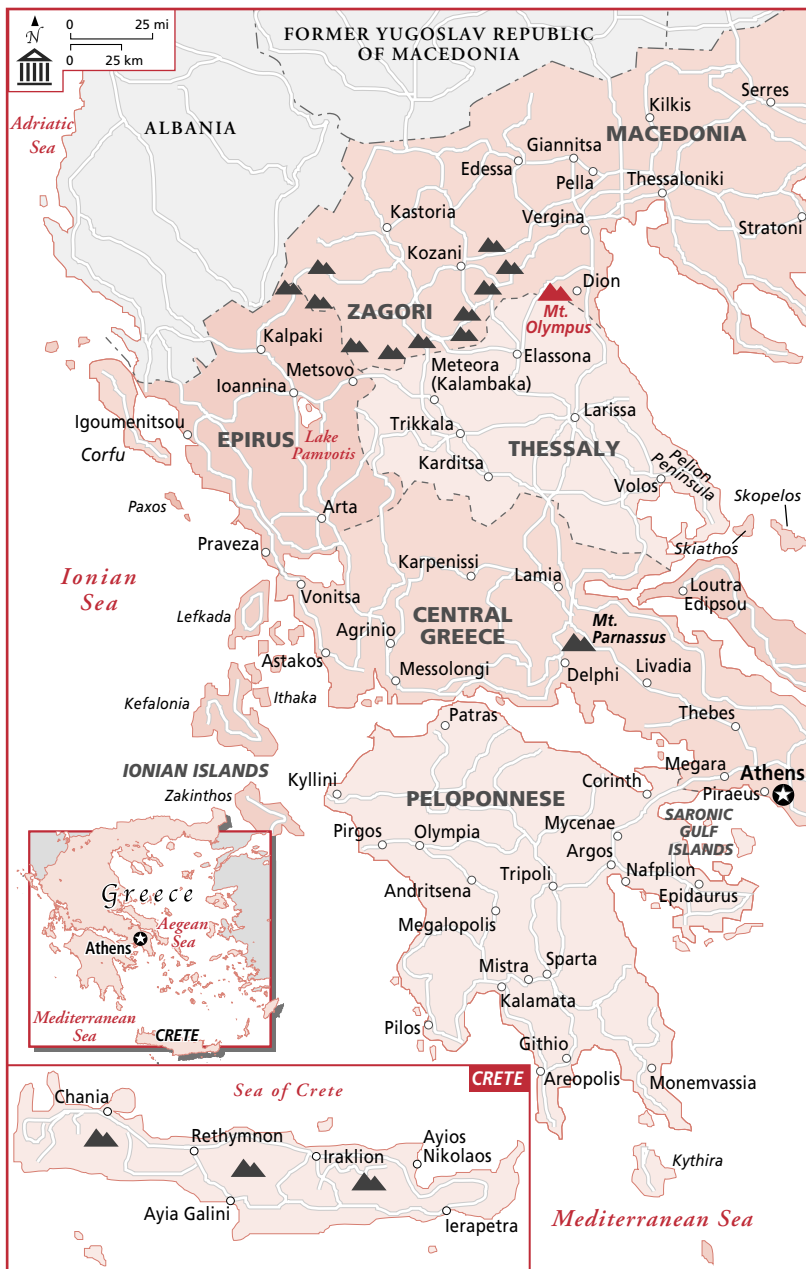 N
0 25 mi
0 25 km
FORMER YUGOSLAV REPUBLIC
OF MACEDONIA
Adriatic
Sea
ALBANIA
Serres
Kilkis
MACEDONIA
Giannitsa
Edessa
Pella
Thessaloniki
Kastoria
Vergina
Stratoni
Kozani
Dion
ZAGORI
Mt.
Olympus
Kalpaki
Elassona
Metsovo
Meteora
(Kalambaka)
Ioannina
Larissa
Igoumenitsou
EPIRUS
Lake
Pamvotis
Trikkala
THESSALY
Corfu
Karditsa
Pelion
Peninsula
Volos
Skopelos
Paxos
Arta
Praveza
Skiathos
Ionian
Sea
Karpenissi
Lamia
Loutra
Edipsou
Vonitsa
Lefkada
CENTRAL
GREECE
Mt.
Parnassus
Agrinio
Astakos
Messolongi
Delphi
Livadia
Ithaka
Kefalonia
Patras
Thebes
IONIAN ISLANDS
Megara
Athens
Kyllini
PELOPONNESE
Corinth
Piraeus
Zakinthos
Mycenae
SARONIC
GULF
ISLANDS
Pirgos
Olympia
Argos
Tripoli
Nafplion
Andritsena
Epidaurus
Megalopolis
Greece
Aegean
Sea
Athens
Mediterranean
Sea
CRETE
Mistra
Sparta
Kalamata
Pilos
Githio
Areopolis
Monemvassia
CRETE
Sea of Crete
Chania
Rethymnon
Iraklion
Ayios
Nikolaos
Ayia Galini
Ierapetra
Kythira
Mediterranean Sea